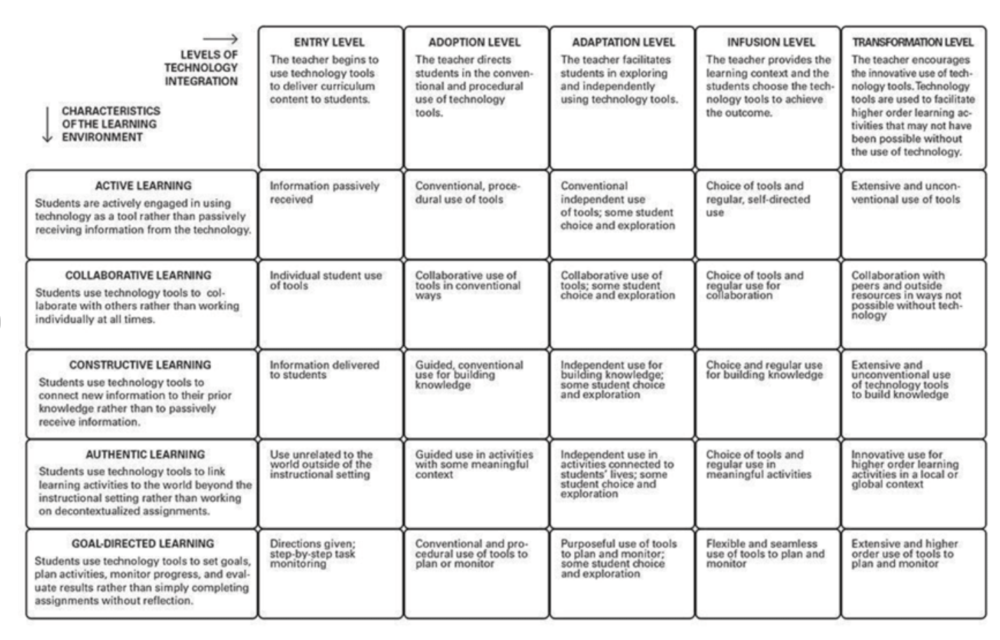 LEVELS OF
TECHNOLOGY
INTEGRATION
CHARACTERISTICS
OF THE LEARNING
ENVIRONMENT
ENTRY LEVEL
The teacher begins to
use technology tools
to deliver curriculum
content to students.
ADOPTION LEVEL
The teacher directs
students in the conven-
tional and procedural
use of technology
tools.
ADAPTATION LEVEL
The teacher facilitates
students in exploring
and independently
using technology tools.
INFUSION LEVEL
The teacher provides the
learning context and the
students choose the tech-
nology tools to achieve
the outcome.
TRANSFORMATION LEVEL
The teacher encourages
the innovative use of tech-
nology tools. Technology
tools are used to facilitate
higher order learning ac-
tivities that may not have
been possible without
the use of technology.
ACTIVE LEARNING
Students are actively engaged in using
technology as a tool rather than passively
receiving information from the technology.
Information passively
received
Conventional, proce-
dural use of tools
Conventional
independent use
of tools; some student
choice and exploration
Choice of tools and
regular, self-directed
use
Extensive and uncon-
ventional use of tools
COLLABORATIVE LEARNING
Students use technology tools to col-
laborate with others rather than working
individually at all times.
Individual student use
of tools
Collaborative use of
tools in conventional
ways
Collaborative use of
tools; some student
choice and exploration
Choice of tools and
regular use for
collaboration
Collaboration with
peers and outside
resources in ways not
possible without tech-
nology
CONSTRUCTIVE LEARNING
Students use technology tools to
connect new information to their prior
knowledge rather than to passively
receive information.
Information delivered
to students
Guided, conventional
use for building
knowledge
Independent use for
building knowledge;
some student choice
and exploration
Choice and regular use
for building knowledge
Extensive and
unconventional use
of technology tools
to build knowledge
AUTHENTIC LEARNING
Students use technology tools to link
learning activities to the world beyond the
instructional setting rather than working
on decontextualized assignments.
Use unrelated to the
world outside of the
instructional setting
Guided use in activities
with some meaningful
context
Independent use in
activities connected to
students' lives; some
student choice and
exploration
Choice of tools and
regular use in
meaningful activities
Innovative use for
higher order learning
activities in a local or
global context
GOAL-DIRECTED LEARNING
Students use technology tools to set goals,
plan activities, monitor progress, and eval-
uate results rather than simply completing
assignments without reflection.
Directions given;
step-by-step task
monitoring
Conventional and pro-
cedural use of tools to
plan or monitor
Purposeful use of tools
to plan and monitor;
some student choice
and exploration
Flexible and seamless
use of tools to plan and
monitor
Extensive and higher
order use of tools to
plan and monitor